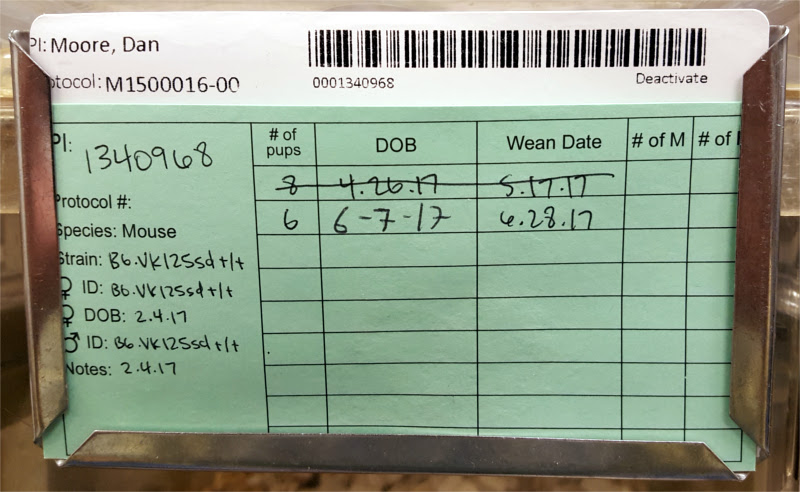 PI: Moore, Dan
tocol: M1500016-00
0001340968
Deactivate
PI: 1340968
Protocol #:
Species: Mouse
Strain: B6.VK125sd +/+
♀ ID: B6.VK125sd +/+
♀ DOB: 2.4.17
♂ ID: B6.VK125sd +/+
Notes: 2.4.17
# of pups DOB Wean Date # of M # of
8 4.26.17 5.17.17
6 6-7-17 6.28.17